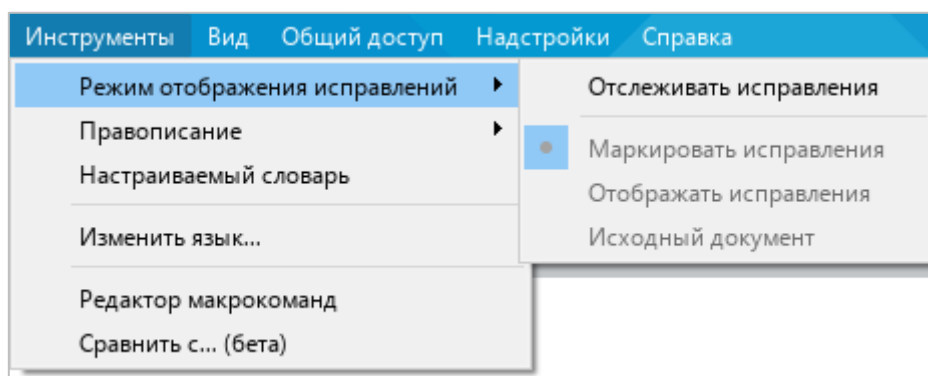 Инструменты Вид Общий доступ Надстройки Справка
Режим отображения исправлений
Правописание
Настраиваемый словарь
Изменить язык...
Редактор макрокоманд
Сравнить с... (бета)
Отслеживать исправления
Маркировать исправления
Отображать исправления
Исходный документ